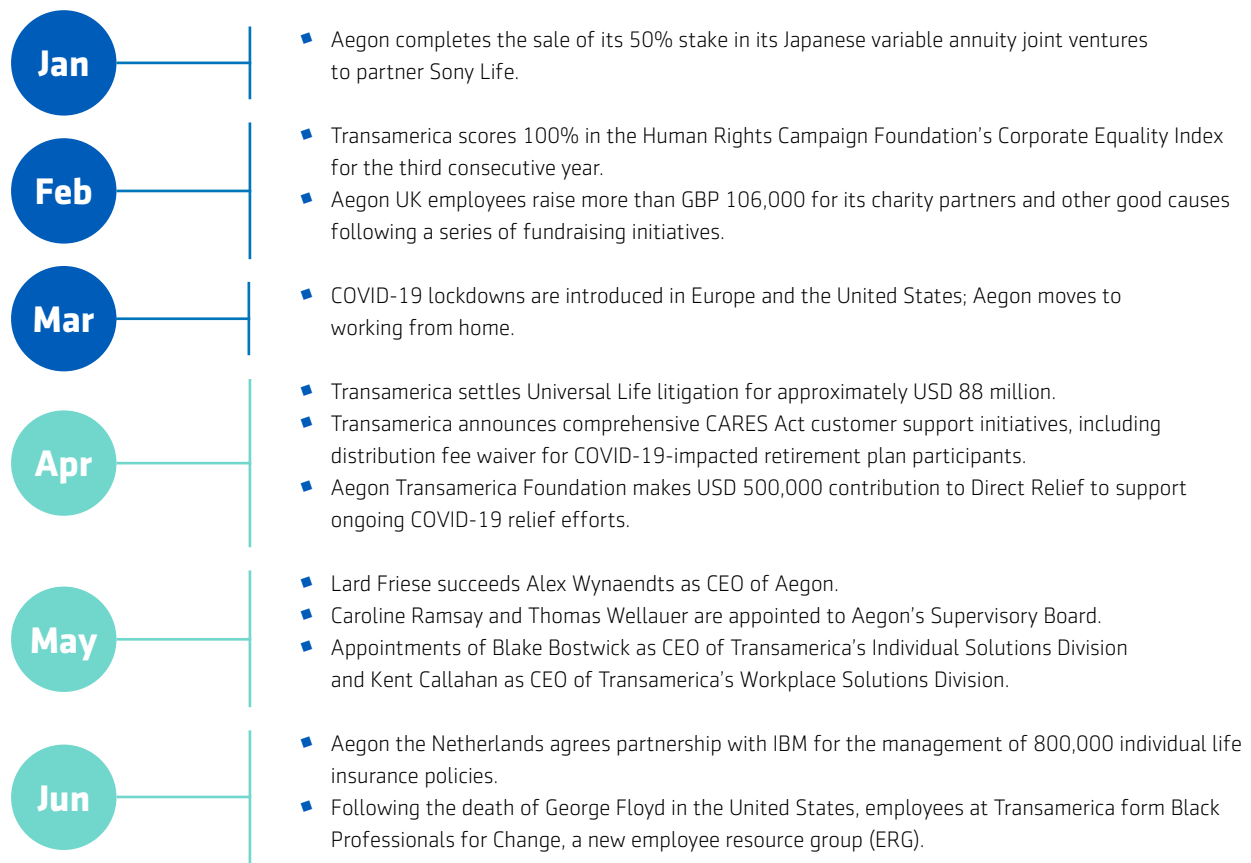 Jan
Aegon completes the sale of its 50% stake in its Japanese variable annuity joint ventures
to partner Sony Life.
Feb
Transamerica scores 100% in the Human Rights Campaign Foundation’s Corporate Equality Index
for the third consecutive year.
Aegon UK employees raise more than GBP 106,000 for its charity partners and other good causes
following a series of fundraising initiatives.
Mar
COVID-19 lockdowns are introduced in Europe and the United States; Aegon moves to
working from home.
Apr
Transamerica settles Universal Life litigation for approximately USD 88 million.
Transamerica announces comprehensive CARES Act customer support initiatives, including
distribution fee waiver for COVID-19-impacted retirement plan participants.
Aegon Transamerica Foundation makes USD 500,000 contribution to Direct Relief to support
ongoing COVID-19 relief efforts.
May
Lard Friese succeeds Alex Wynaendts as CEO of Aegon.
Caroline Ramsay and Thomas Wellauer are appointed to Aegon’s Supervisory Board.
Appointments of Blake Bostwick as CEO of Transamerica’s Individual Solutions Division
and Kent Callahan as CEO of Transamerica’s Workplace Solutions Division.
Jun
Aegon the Netherlands agrees partnership with IBM for the management of 800,000 individual life
insurance policies.
Following the death of George Floyd in the United States, employees at Transamerica form Black
Professionals for Change, a new employee resource group (ERG).